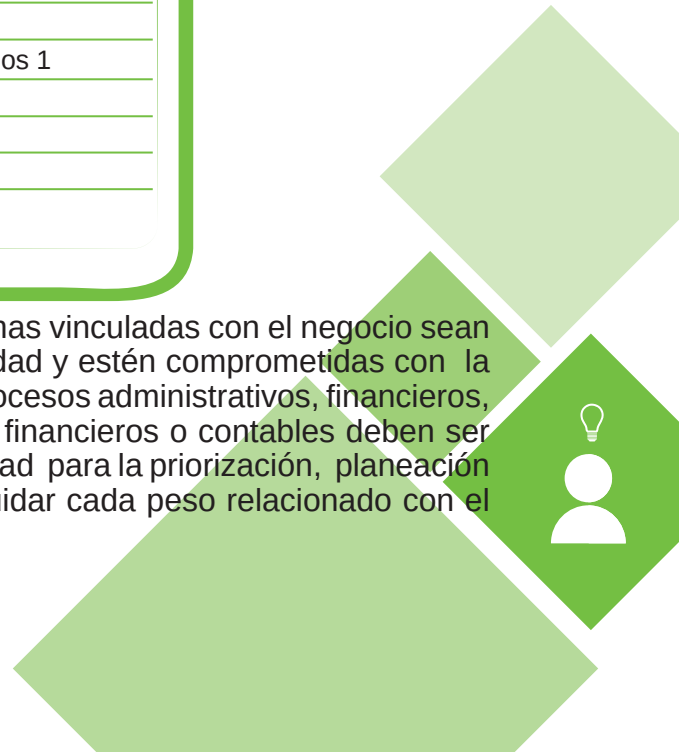 os 1
nas vinculadas con el negocio sean
dad y estén comprometidas con la
ocesos administrativos, financieros,
financieros o contables deben ser
ad para la priorización, planeación
idar cada peso relacionado con el